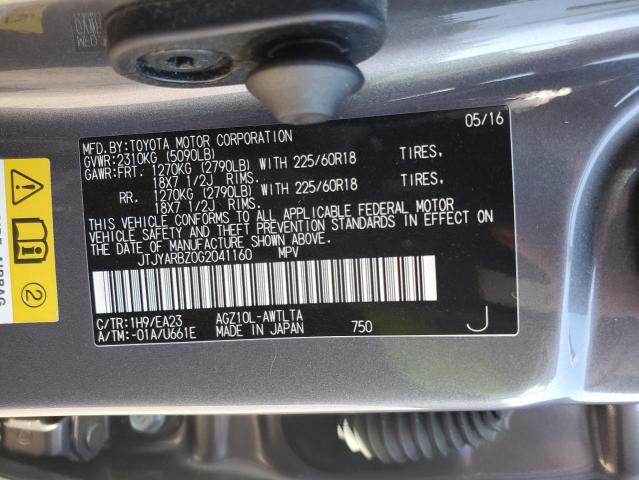 05/16
MFD.BY:TOYOTA MOTOR CORPORATION
GVWR:2310KG (5090LB)
GAWR:FRT. 1270KG (2790LB) WITH 225/60R18 TIRES,
18X7 1/2J RIMS.
RR. 1270KG (2790LB) WITH 225/60R18 TIRES,
18X7 1/2J RIMS.
THIS VEHICLE CONFORMS TO ALL APPLICABLE FEDERAL MOTOR
VEHICLE SAFETY AND THEFT PREVENTION STANDARDS IN EFFECT ON
THE DATE OF MANUFACTURE SHOWN ABOVE.
JTJYARBZ0G2041160 MPV
C/TR:1H9/EA23 AGZ10L-AWTLTA
A/TM:-01A/U661E MADE IN JAPAN 750 J
2